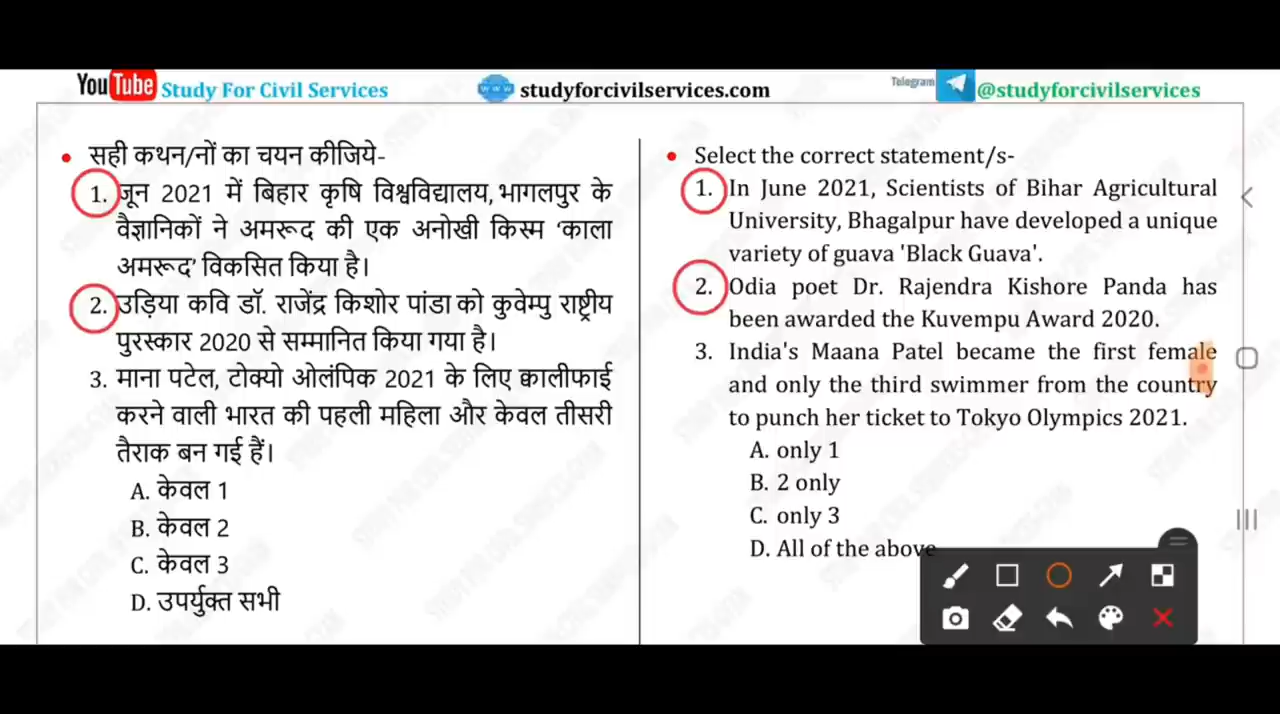 YouTube Study For Civil Services
www studyforcivilservices.com
Telegram @studyforcivilservices
• सही कथन/नों का चयन कीजिये-
1. जून 2021 में बिहार कृषि विश्वविद्यालय, भागलपुर के
वैज्ञानिकों ने अमरूद की एक अनोखी किस्म ‘काला
अमरूद’ विकसित किया है।
2. उड़िया कवि डॉ. राजेंद्र किशोर पांडा को कुवेम्पु राष्ट्रीय
पुरस्कार 2020 से सम्मानित किया गया है।
3. माना पटेल, टोक्यो ओलंपिक 2021 के लिए क्वालीफाई
करने वाली भारत की पहली महिला और केवल तीसरी
तैराक बन गई हैं।
A. केवल 1
B. केवल 2
C. केवल 3
D. उपर्युक्त सभी
• Select the correct statement/s-
1. In June 2021, Scientists of Bihar Agricultural
University, Bhagalpur have developed a unique
variety of guava 'Black Guava'.
2. Odia poet Dr. Rajendra Kishore Panda has
been awarded the Kuvempu Award 2020.
3. India's Maana Patel became the first female
and only the third swimmer from the country
to punch her ticket to Tokyo Olympics 2021.
A. only 1
B. 2 only
C. only 3
D. All of the above